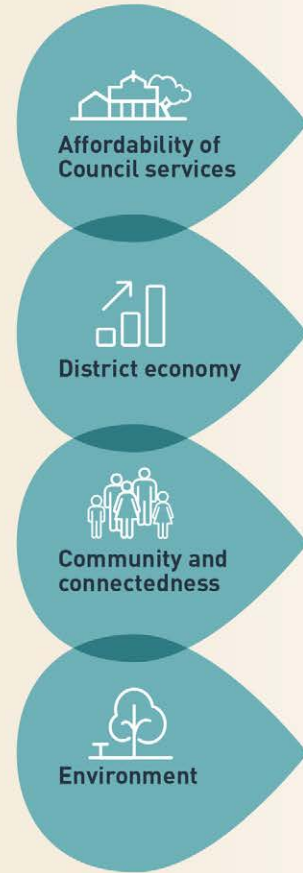 Affordability of
Council services
District economy
Community and
connectedness
Environment